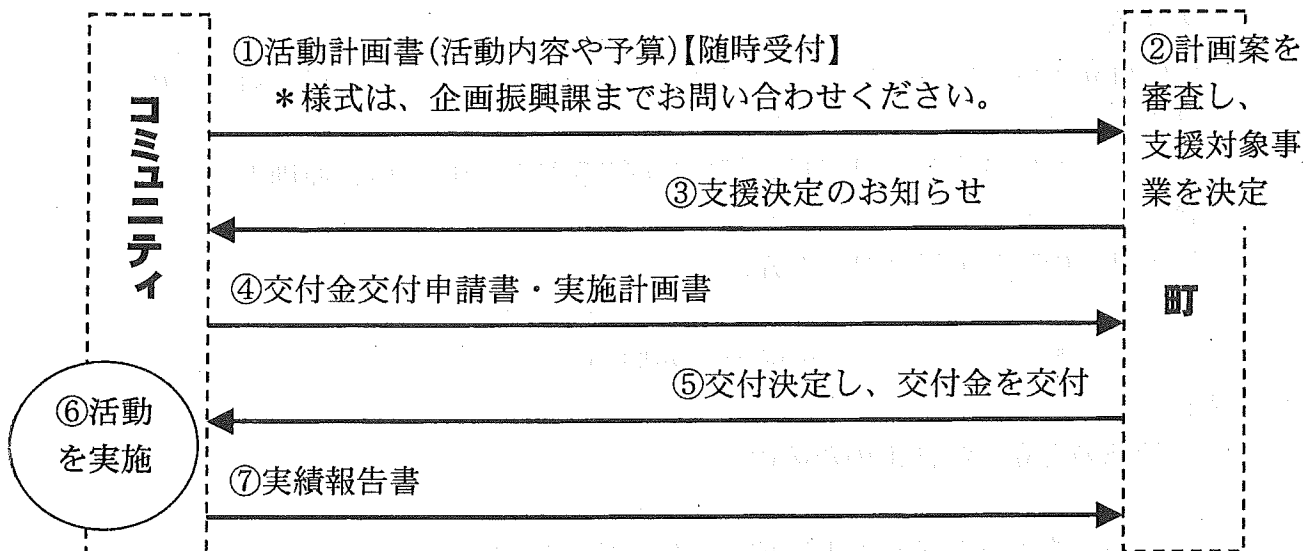 コミュニティ
①活動計画書(活動内容や予算)【随時受付】
＊様式は、企画振興課までお問い合わせください。
②計画案を
審査し、
支援対象事
業を決定
③支援決定のお知らせ
④交付金交付申請書・実施計画書
町
⑤交付決定し、交付金を交付
⑥活動
を実施
⑦実績報告書